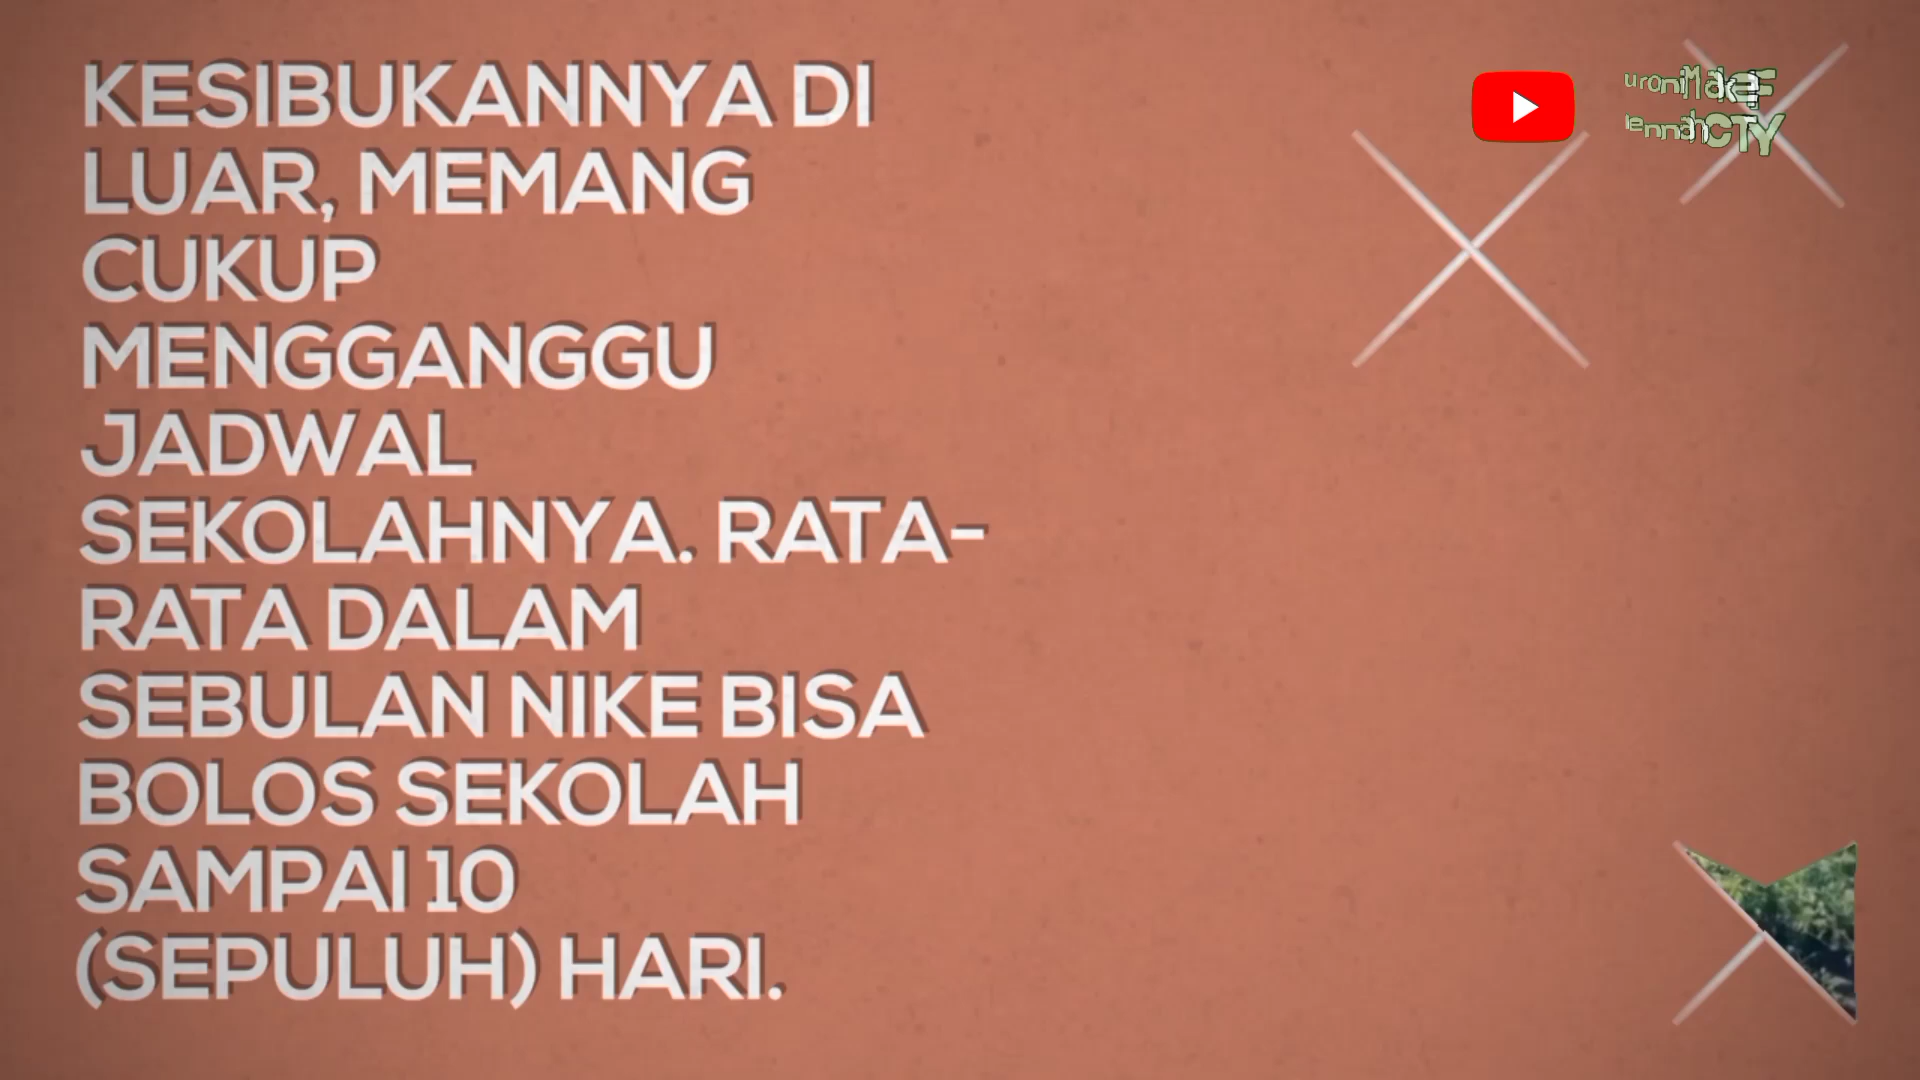 KESIBUKANNYA DI
LUAR, MEMANG
CUKUP
MENGGANGGU
JADWAL
SEKOLAHNYA. RATA-
RATA DALAM
SEBULAN NIKE BISA
BOLOS SEKOLAH
SAMPAI 10
(SEPULUH) HARI.